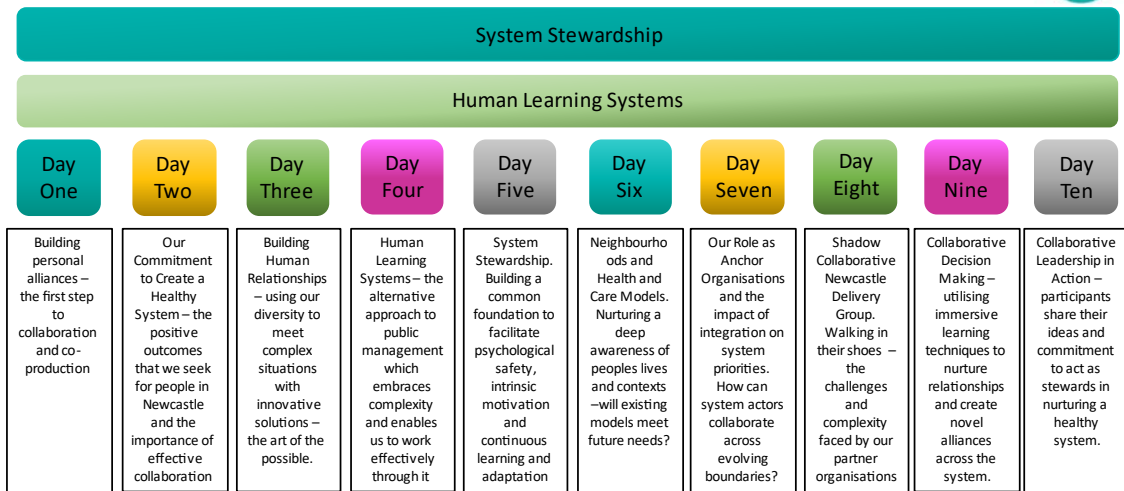 System Stewardship
Human Learning Systems
Day
One
Day
Two
Day
Three
Day
Four
Day
Five
Day
Six
Day
Seven
Day
Eight
Day
Nine
Day
Ten
Building
personal
alliances –
the first step
to
collaboration
and co-
production
Our
Commitment
to Create a
Healthy
System – the
positive
outcomes
that we seek
for people in
Newcastle
and the
importance of
effective
collaboration
Building
Human
Relationships
– using our
diversity to
meet
complex
situations
with
innovative
solutions –
the art of the
possible.
Human
Learning
Systems – the
alternative
approach to
public
management
which
embraces
complexity
and enables
us to work
effectively
through it
System
Stewardship.
Building a
common
foundation to
facilitate
psychological
safety,
intrinsic
motivation
and
continuous
learning and
adaptation
Neighbourho
ods and
Health and
Care Models.
Nurturing a
deep
awareness of
peoples lives
and contexts
–will existing
models meet
future needs?
Our Role as
Anchor
Organisations
and the
impact of
integration on
system
priorities.
How can
system actors
collaborate
across
evolving
boundaries?
Shadow
Collaborative
Newcastle
Delivery
Group.
Walking in
their shoes –
the
challenges
and
complexity
faced by our
partner
organisations
Collaborative
Decision
Making –
utilising
immersive
learning
techniques to
nurture
relationships
and create
novel
alliances
across the
system.
Collaborative
Leadership in
Action –
participants
share their
ideas and
commitment
to act as
stewards in
nurturing a
healthy
system.